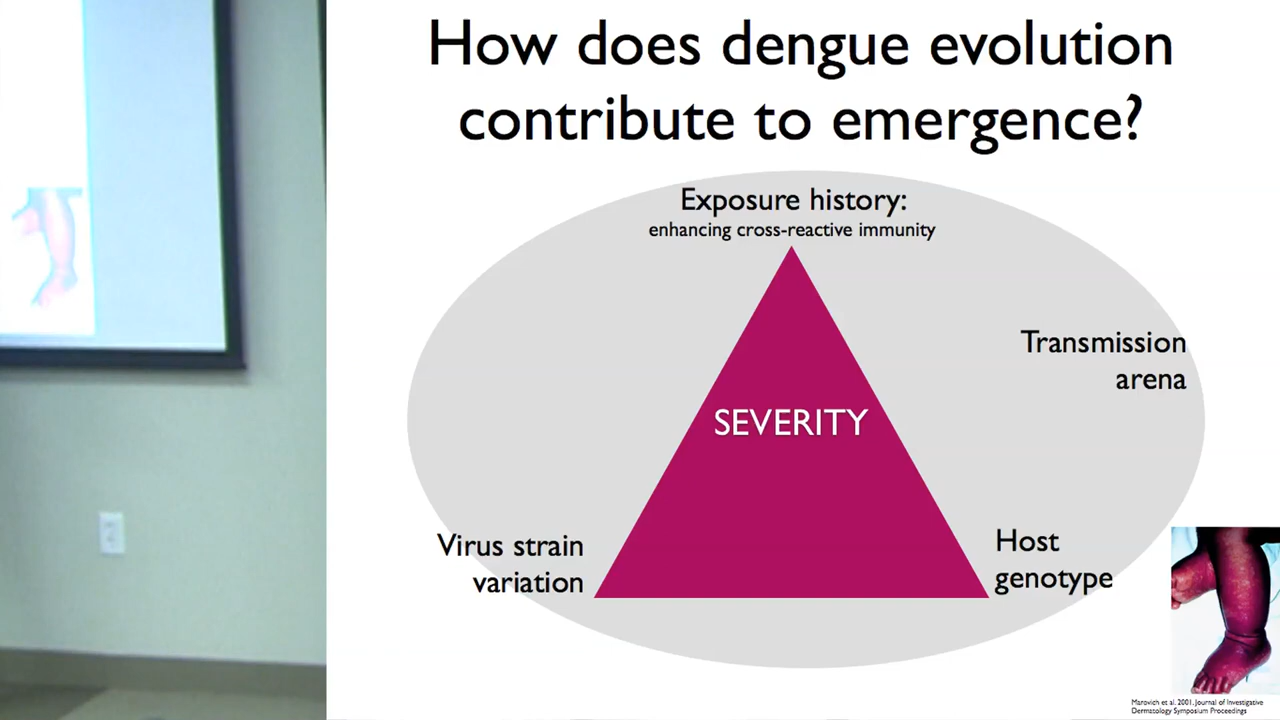 How does dengue evolution
contribute to emergence?
Exposure history:
enhancing cross-reactive immunity
Transmission
arena
SEVERITY
Virus strain
variation
Host
genotype
Marovich et al. 2001, Journal of Investigative
Dermatology Symposium Proceedings